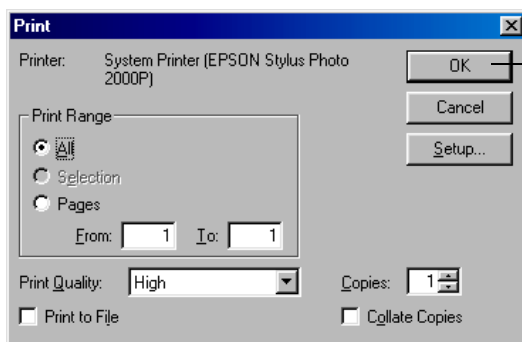 Print
Printer: System Printer (EPSON Stylus Photo
2000P)
OK
Cancel
Setup...
Print Range
All
Selection
Pages
From: 1 To: 1
Print Quality: High Copies: 1
Print to File Collate Copies